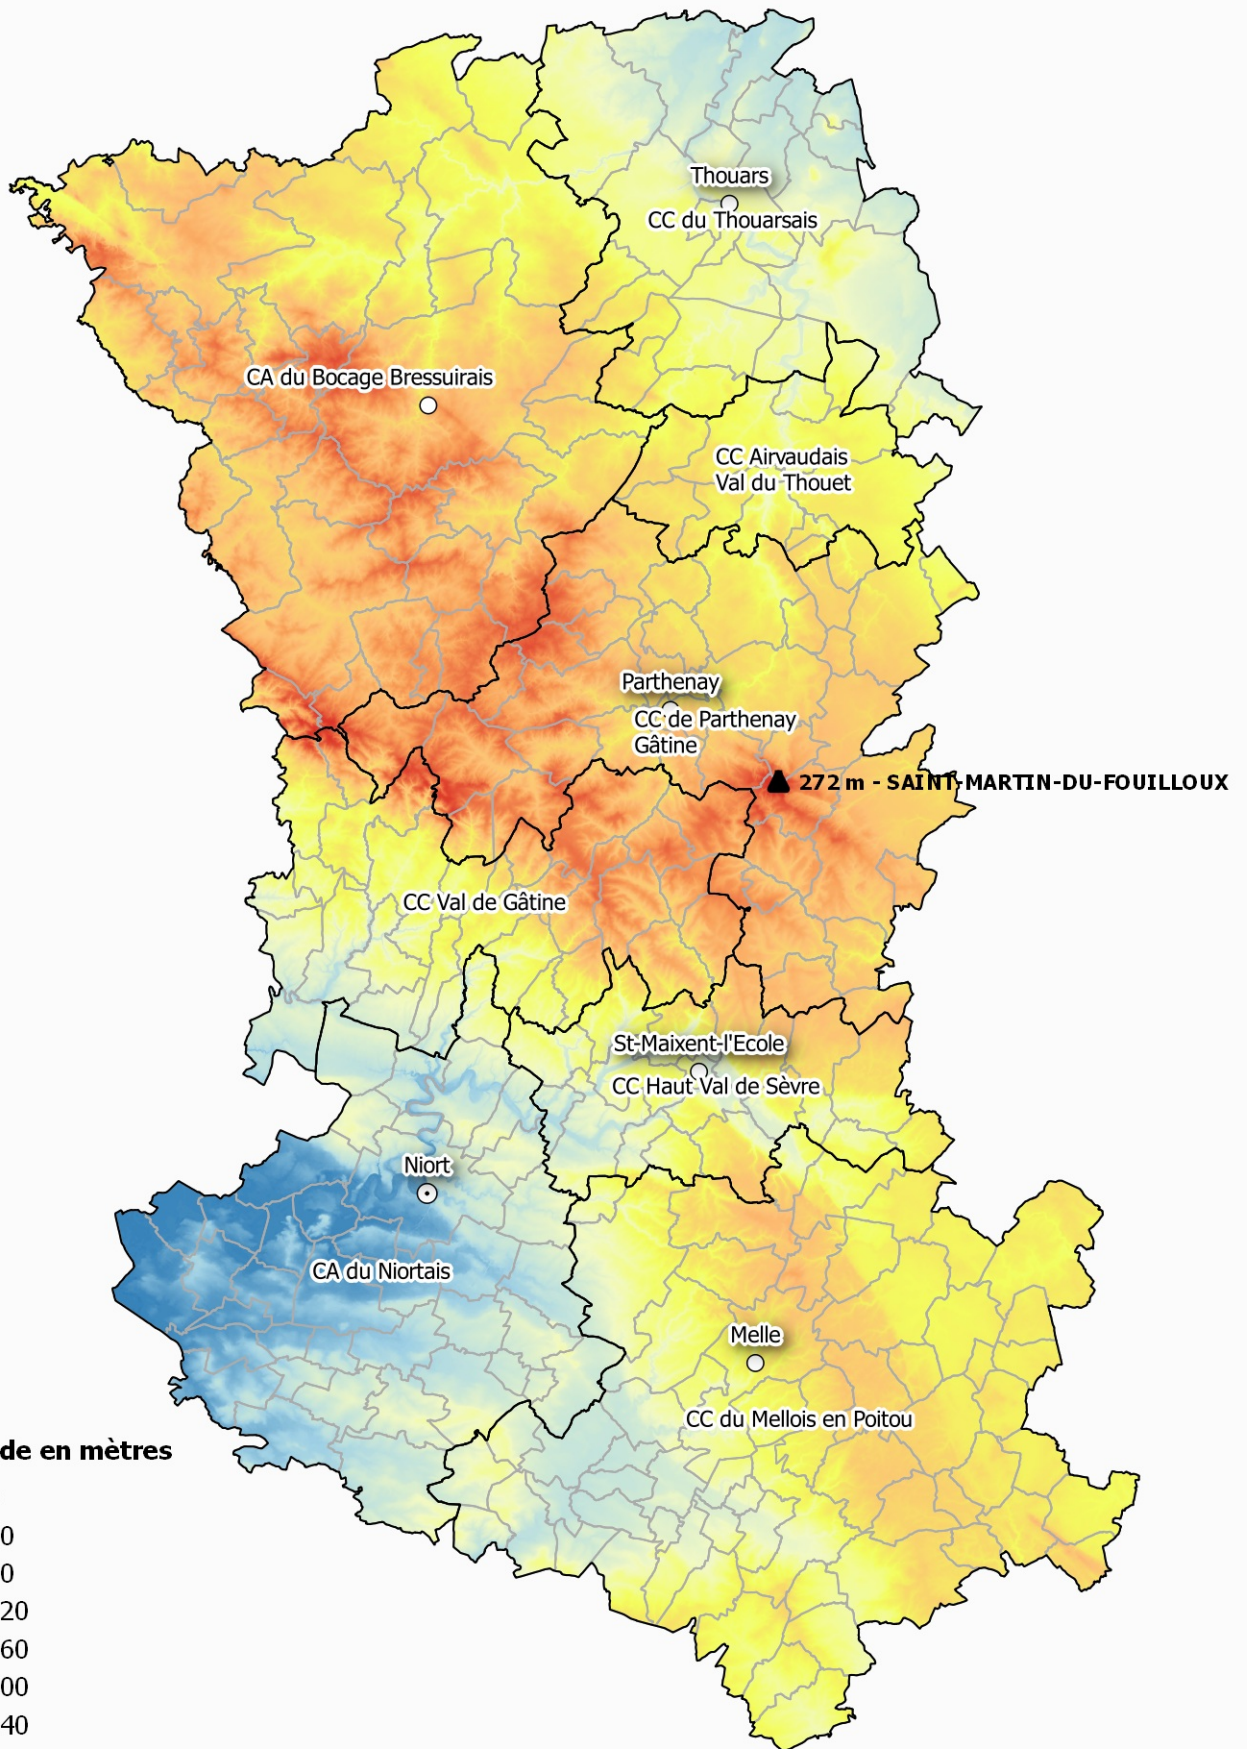 Thouars
CC du Thouarsais
CA du Bocage Bressuirais
CC Airvaudais
Val du Thouet
Parthenay
CC de Parthenay
Gâtine
272 m - SAINT-MARTIN-DU-FOUILLOUX
CC Val de Gâtine
St-Maixent-l'Ecole
CC Haut Val de Sèvre
Niort
CA du Niortais
Melle
CC du Mellois en Poitou
de en mètres
0
0
20
60
00
40